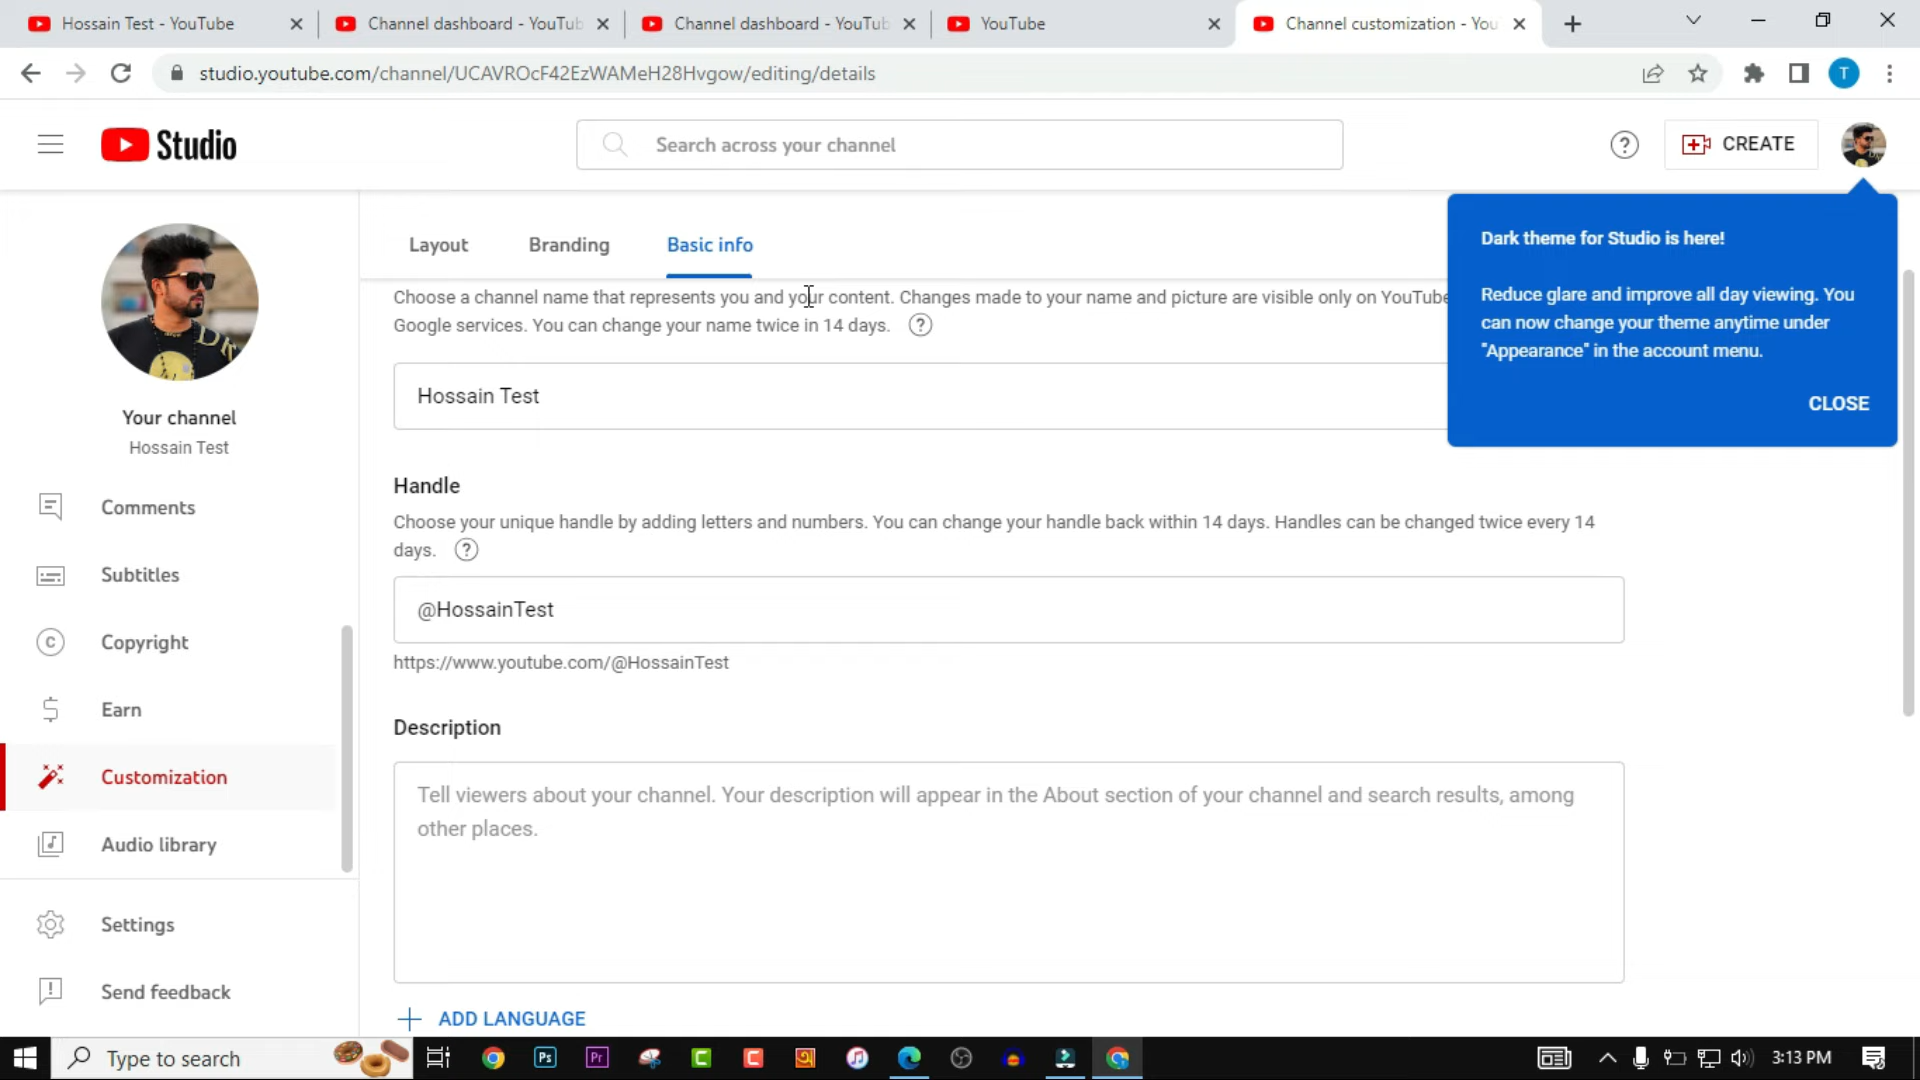 Hossain Test - YouTube
Channel dashboard - YouTub
Channel dashboard - YouTub
YouTube
Channel customization - You
studio.youtube.com/channel/UCAVROcF42EzWAMeH28Hvgow/editing/details
T
Studio
Search across your channel
CREATE
Your channel
Hossain Test
Comments
Subtitles
Copyright
Earn
Customization
Audio library
Settings
Send feedback
Layout
Branding
Basic info
Choose a channel name that represents you and your content. Changes made to your name and picture are visible only on YouTube
Google services. You can change your name twice in 14 days.
Hossain Test
Handle
Choose your unique handle by adding letters and numbers. You can change your handle back within 14 days. Handles can be changed twice every 14
days.
@HossainTest
https://www.youtube.com/@HossainTest
Description
Tell viewers about your channel. Your description will appear in the About section of your channel and search results, among
other places.
ADD LANGUAGE
Dark theme for Studio is here!
Reduce glare and improve all day viewing. You
can now change your theme anytime under
"Appearance" in the account menu.
CLOSE
Type to search
Ps
Pr
3:13 PM